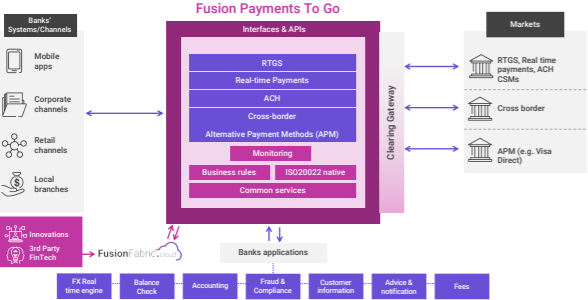 Fusion Payments To Go
Banks'
Systems/Channels
Mobile
apps
Corporate
channels
Retail
channels
Local
branches
Innovations
3rd Party
FinTech
FusionFabric.cloud
Interfaces & APIs
RTGS
Real-time Payments
ACH
Cross-border
Alternative Payment Methods (APM)
Monitoring
Business rules
ISO20022 native
Common services
Clearing Gateway
Markets
RTGS, Real time
payments, ACH
CSMs
Cross border
APM (e.g. Visa
Direct)
Banks applications
FX Real
time engine
Balance
Check
Accounting
Fraud &
Compliance
Customer
information
Advice &
notification
Fees